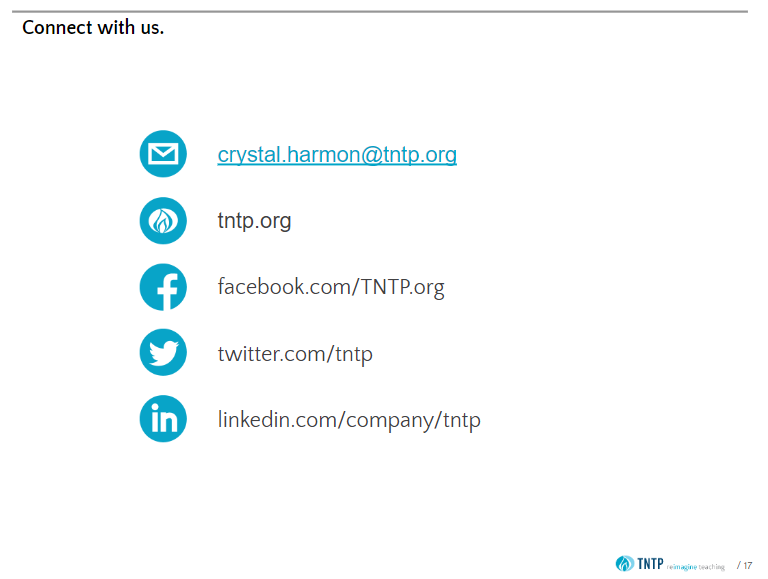 Connect with us.
crystal.harmon@tntp.org
tntp.org
facebook.com/TNTP.org
twitter.com/tntp
linkedin.com/company/tntp
TNTP reimagine teaching / 17